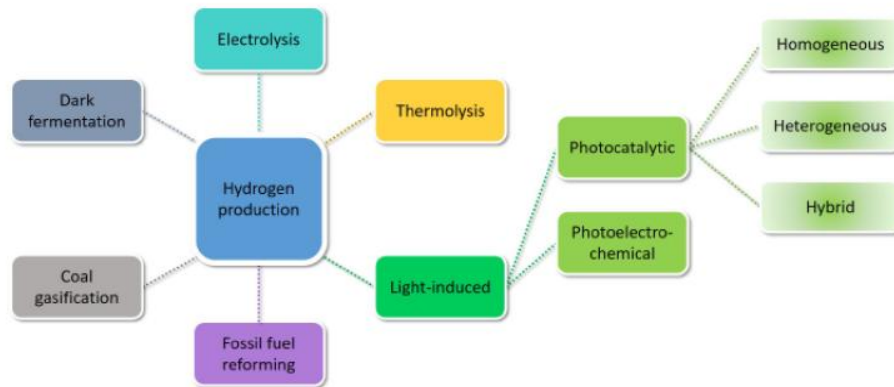 Electrolysis
Homogeneous
Dark
fermentation
Thermolysis
Heterogeneous
Photocatalytic
Hydrogen
production
Hybrid
Photoelectro-
chemical
Coal
gasification
Light-induced
Fossil fuel
reforming